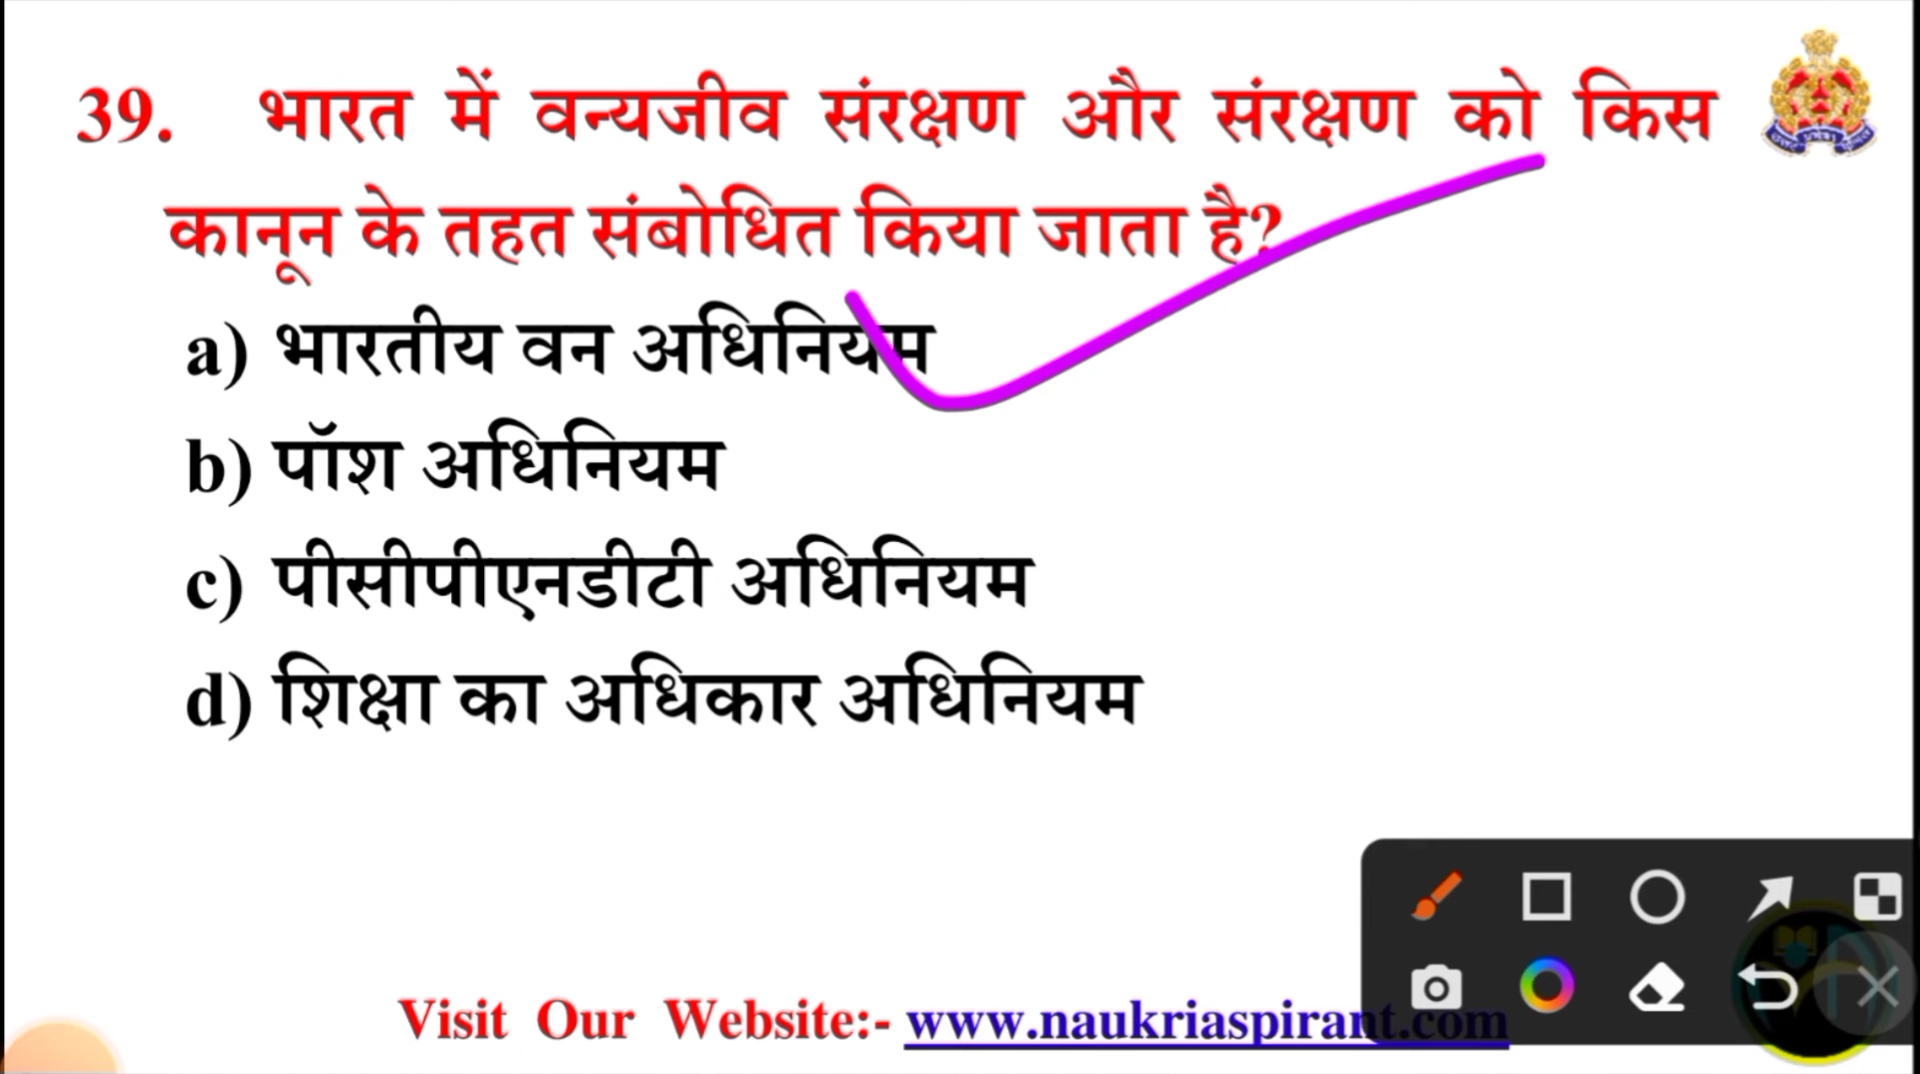 39. भारत में वन्यजीव संरक्षण और संरक्षण को किस
कानून के तहत संबोधित किया जाता है?
a) भारतीय वन अधिनियम
b) पॉश अधिनियम
c) पीसीपीएनडीटी अधिनियम
d) शिक्षा का अधिकार अधिनियम
Visit Our Website:- www.naukriaspirant.com